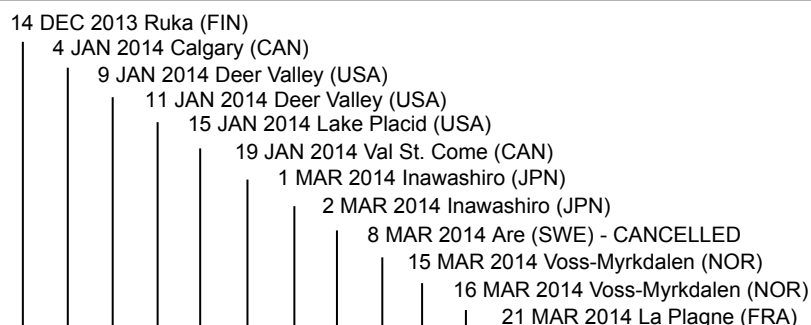 14 DEC 2013 Ruka (FIN)
4 JAN 2014 Calgary (CAN)
9 JAN 2014 Deer Valley (USA)
11 JAN 2014 Deer Valley (USA)
15 JAN 2014 Lake Placid (USA)
19 JAN 2014 Val St. Come (CAN)
1 MAR 2014 Inawashiro (JPN)
2 MAR 2014 Inawashiro (JPN)
8 MAR 2014 Are (SWE) - CANCELLED
15 MAR 2014 Voss-Myrkdalen (NOR)
16 MAR 2014 Voss-Myrkdalen (NOR)
21 MAR 2014 La Plagne (FRA)